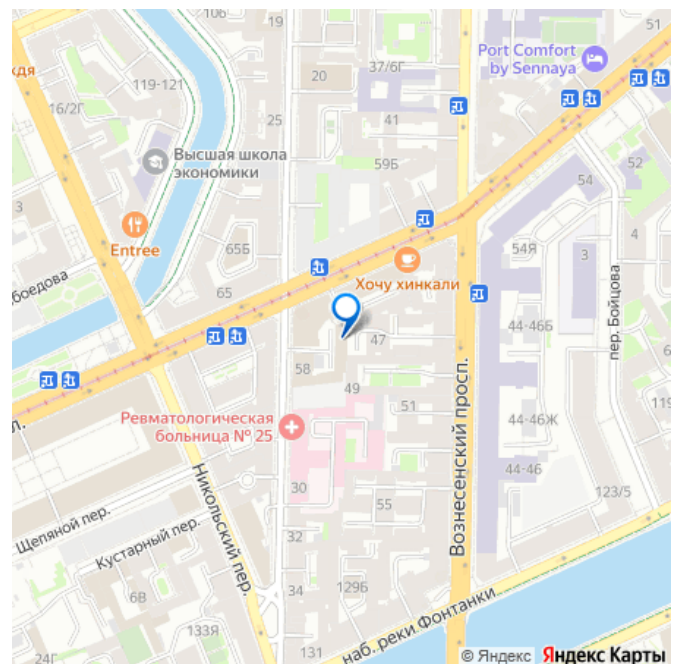 106
51
Port Comfort
by Sennaya
37/6Г
20
ждя
119-121
16/2Г
25
41
52
Высшая школа
экономики
59Б
54
3
Entree
65Б
54Я
3
Хочу хинкали
боедова
65
пер. Бойцова
44-46Б
47
58
49
51
119
Ревматологическая
больница № 25
л.
44-46Ж
Вознесенский просп.
44-46
Никольский пер.
30
123/5
Щепяной пер.
55
Кустарный пер.
32
34
129Б
6В
наб. реки Фонтанки
133Я
24Г
131
© Яндекс Яндекс Карты